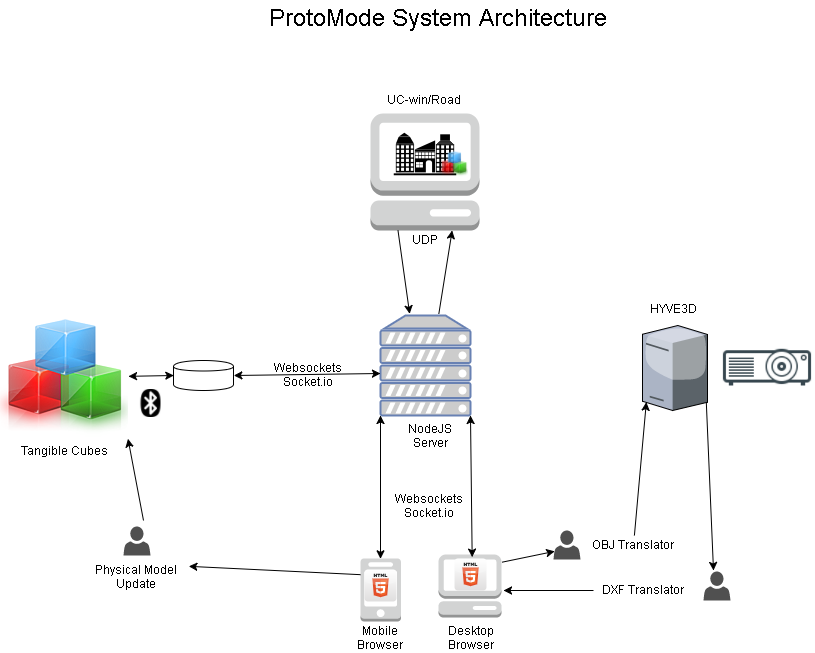 ProtoMode System Architecture
UC-win/Road
UDP
HYVE3D
Websockets
Socket.io
NodeJS
Server
Tangible Cubes
Websockets
Socket.io
OBJ Translator
Physical Model
Update
HTML
5
HTML
5
DXF Translator
Mobile
Browser
Desktop
Browser